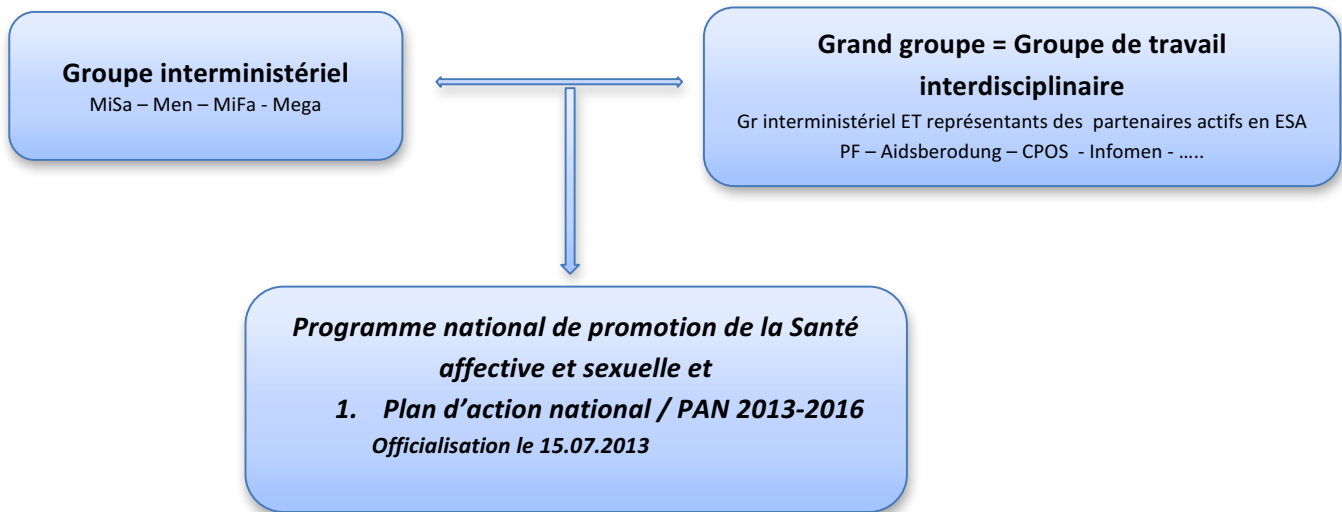 Groupe interministériel
MiSa – Men – MiFa - Mega
Grand groupe = Groupe de travail
interdisciplinaire
Gr interministériel ET représentants des partenaires actifs en ESA
PF – Aidsberodung – CPOS - Infomen - …..
Programme national de promotion de la Santé
affective et sexuelle et
1. Plan d’action national / PAN 2013-2016
Officialisation le 15.07.2013